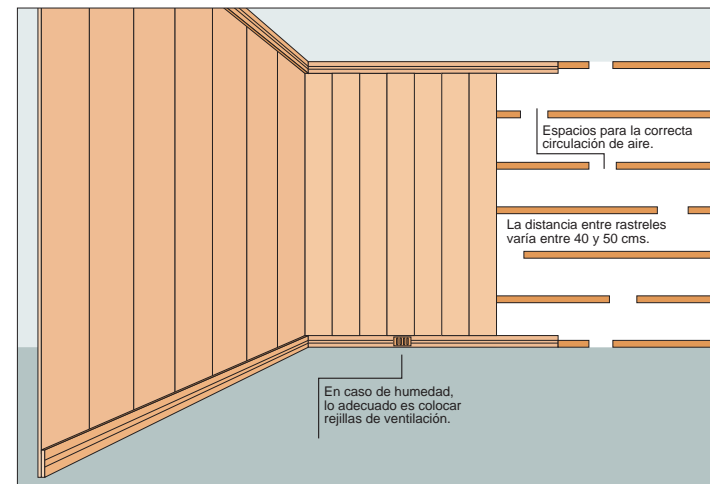 Espacios para la correcta
circulación de aire.
La distancia entre rastreles
varía entre 40 y 50 cms.
En caso de humedad,
lo adecuado es colocar
rejillas de ventilación.